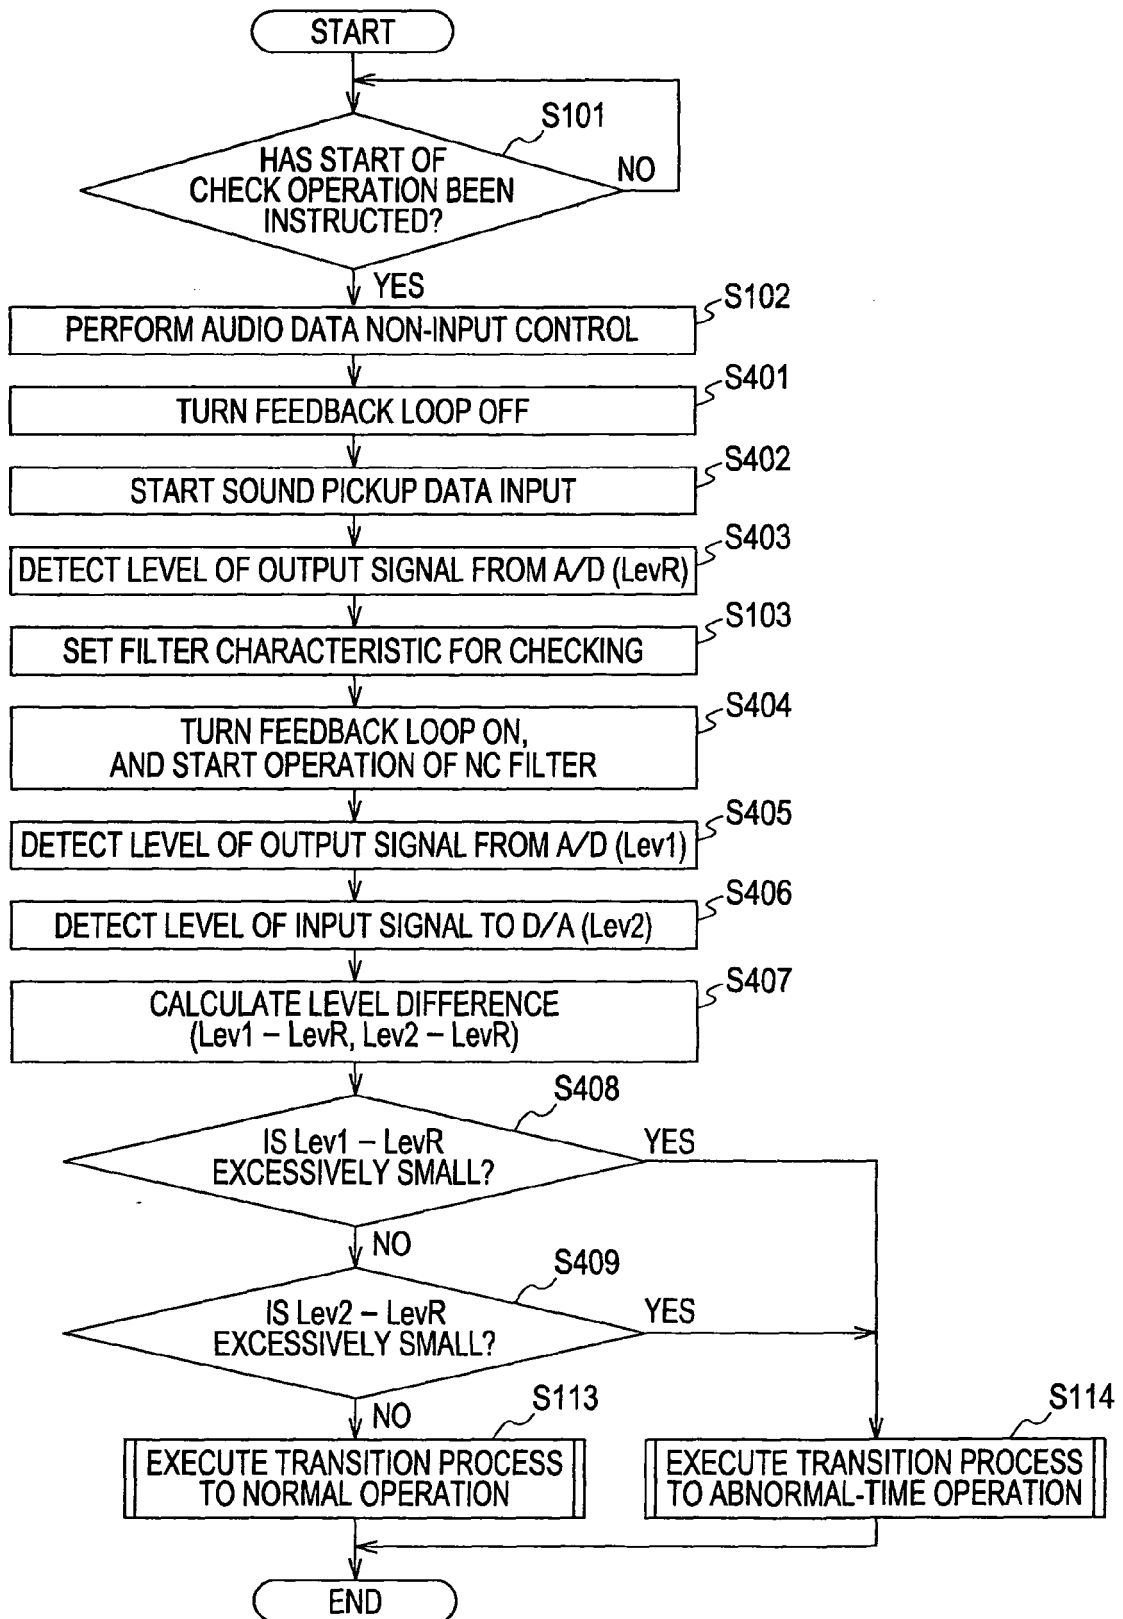 START
S101
HAS START OF
CHECK OPERATION BEEN
INSTRUCTED?
NO
YES
S102
PERFORM AUDIO DATA NON-INPUT CONTROL
S401
TURN FEEDBACK LOOP OFF
S402
START SOUND PICKUP DATA INPUT
S403
DETECT LEVEL OF OUTPUT SIGNAL FROM A/D (LevR)
S103
SET FILTER CHARACTERISTIC FOR CHECKING
S404
TURN FEEDBACK LOOP ON,
AND START OPERATION OF NC FILTER
S405
DETECT LEVEL OF OUTPUT SIGNAL FROM A/D (Lev1)
S406
DETECT LEVEL OF INPUT SIGNAL TO D/A (Lev2)
S407
CALCULATE LEVEL DIFFERENCE
(Lev1 – LevR, Lev2 – LevR)
S408
IS Lev1 – LevR
EXCESSIVELY SMALL?
YES
NO
S409
IS Lev2 – LevR
EXCESSIVELY SMALL?
YES
NO
S113
EXECUTE TRANSITION PROCESS
TO NORMAL OPERATION
S114
EXECUTE TRANSITION PROCESS
TO ABNORMAL-TIME OPERATION
END